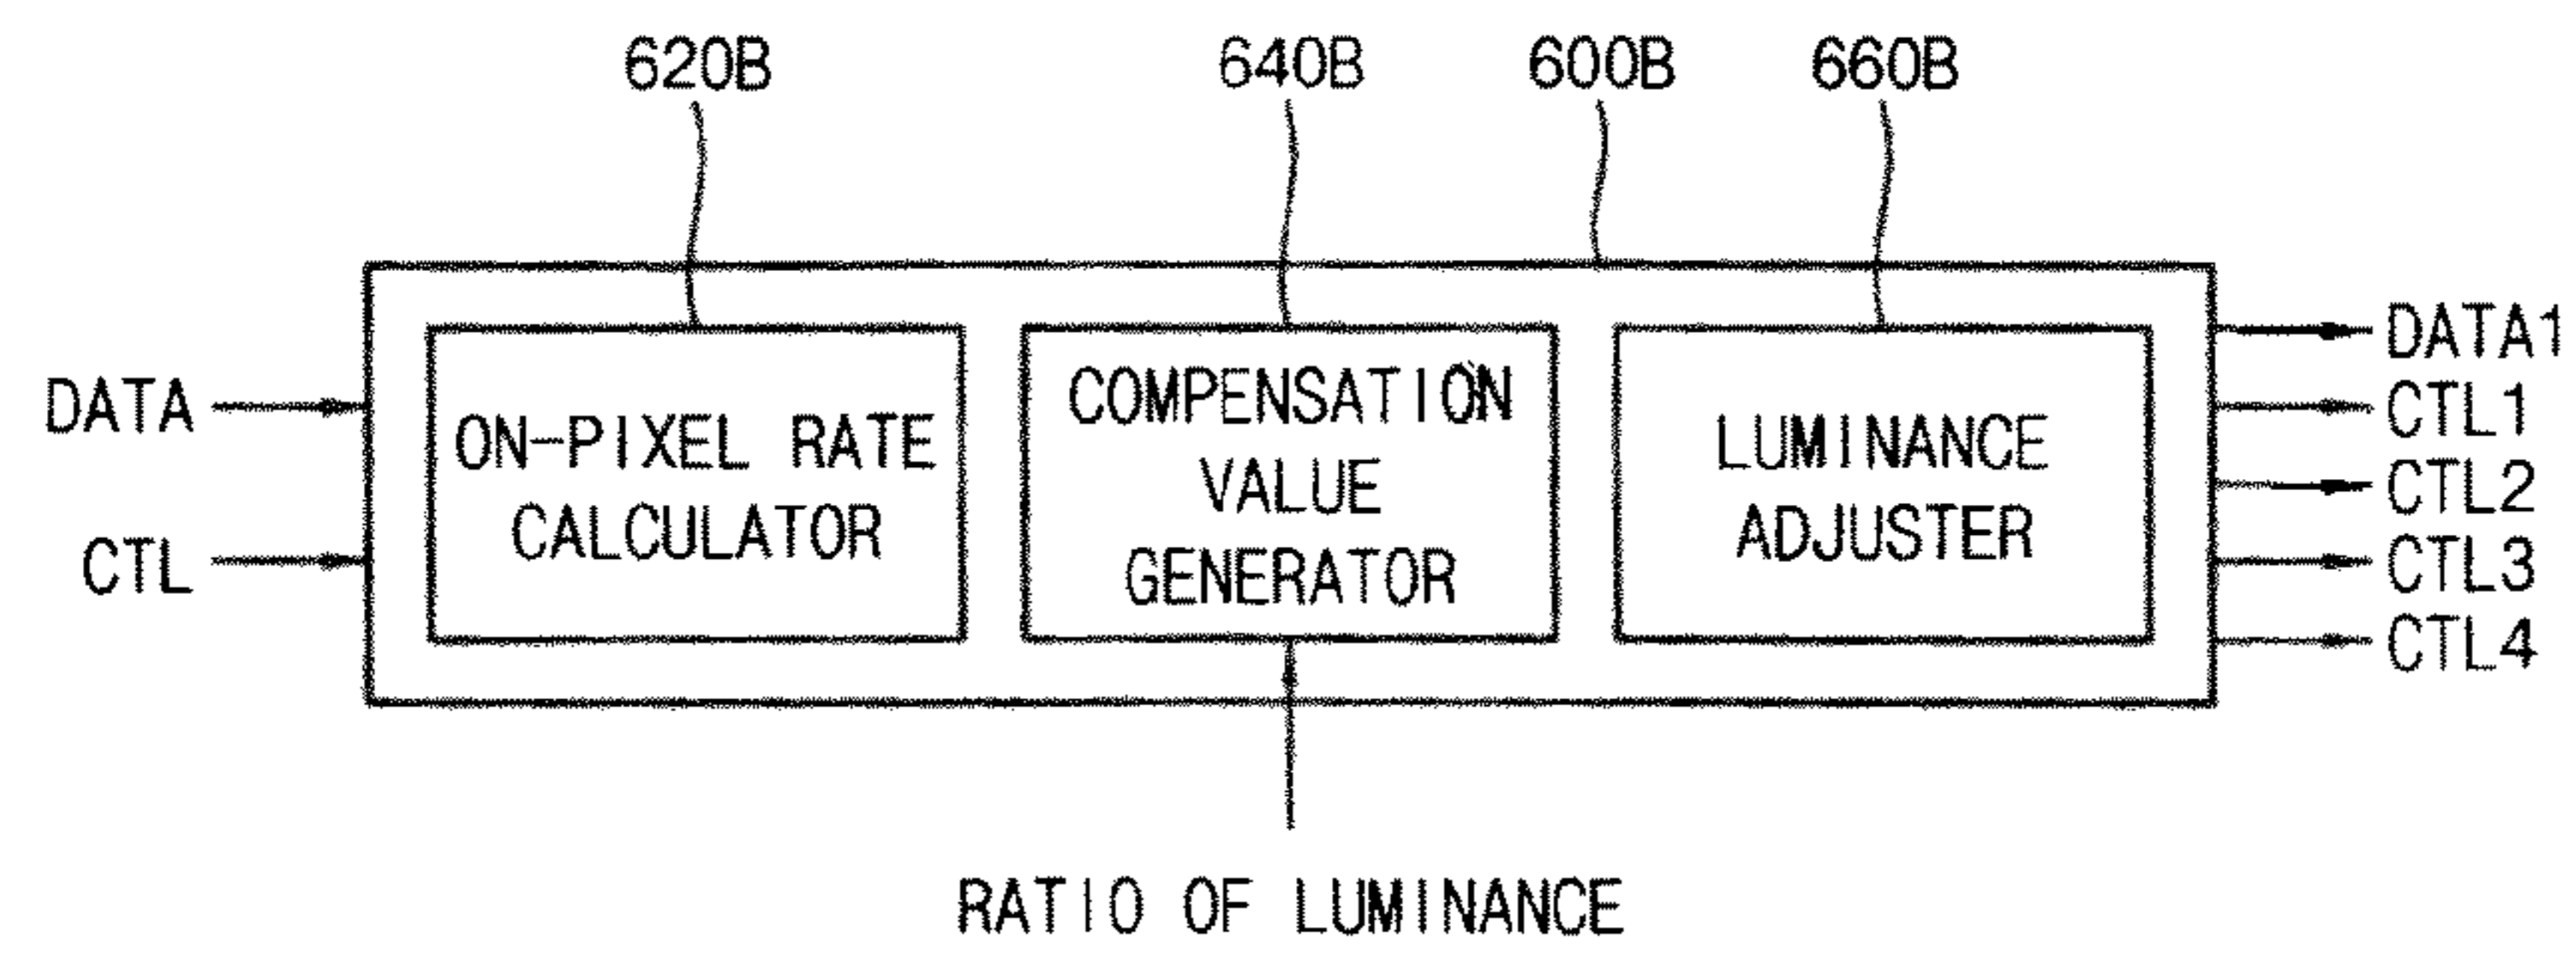 620B 640B 600B 660B
DATA
CTL
ON-PIXEL RATE
CALCULATOR
COMPENSATION
VALUE
GENERATOR
LUMINANCE
ADJUSTER
DATA1
CTL1
CTL2
CTL3
CTL4
RATIO OF LUMINANCE